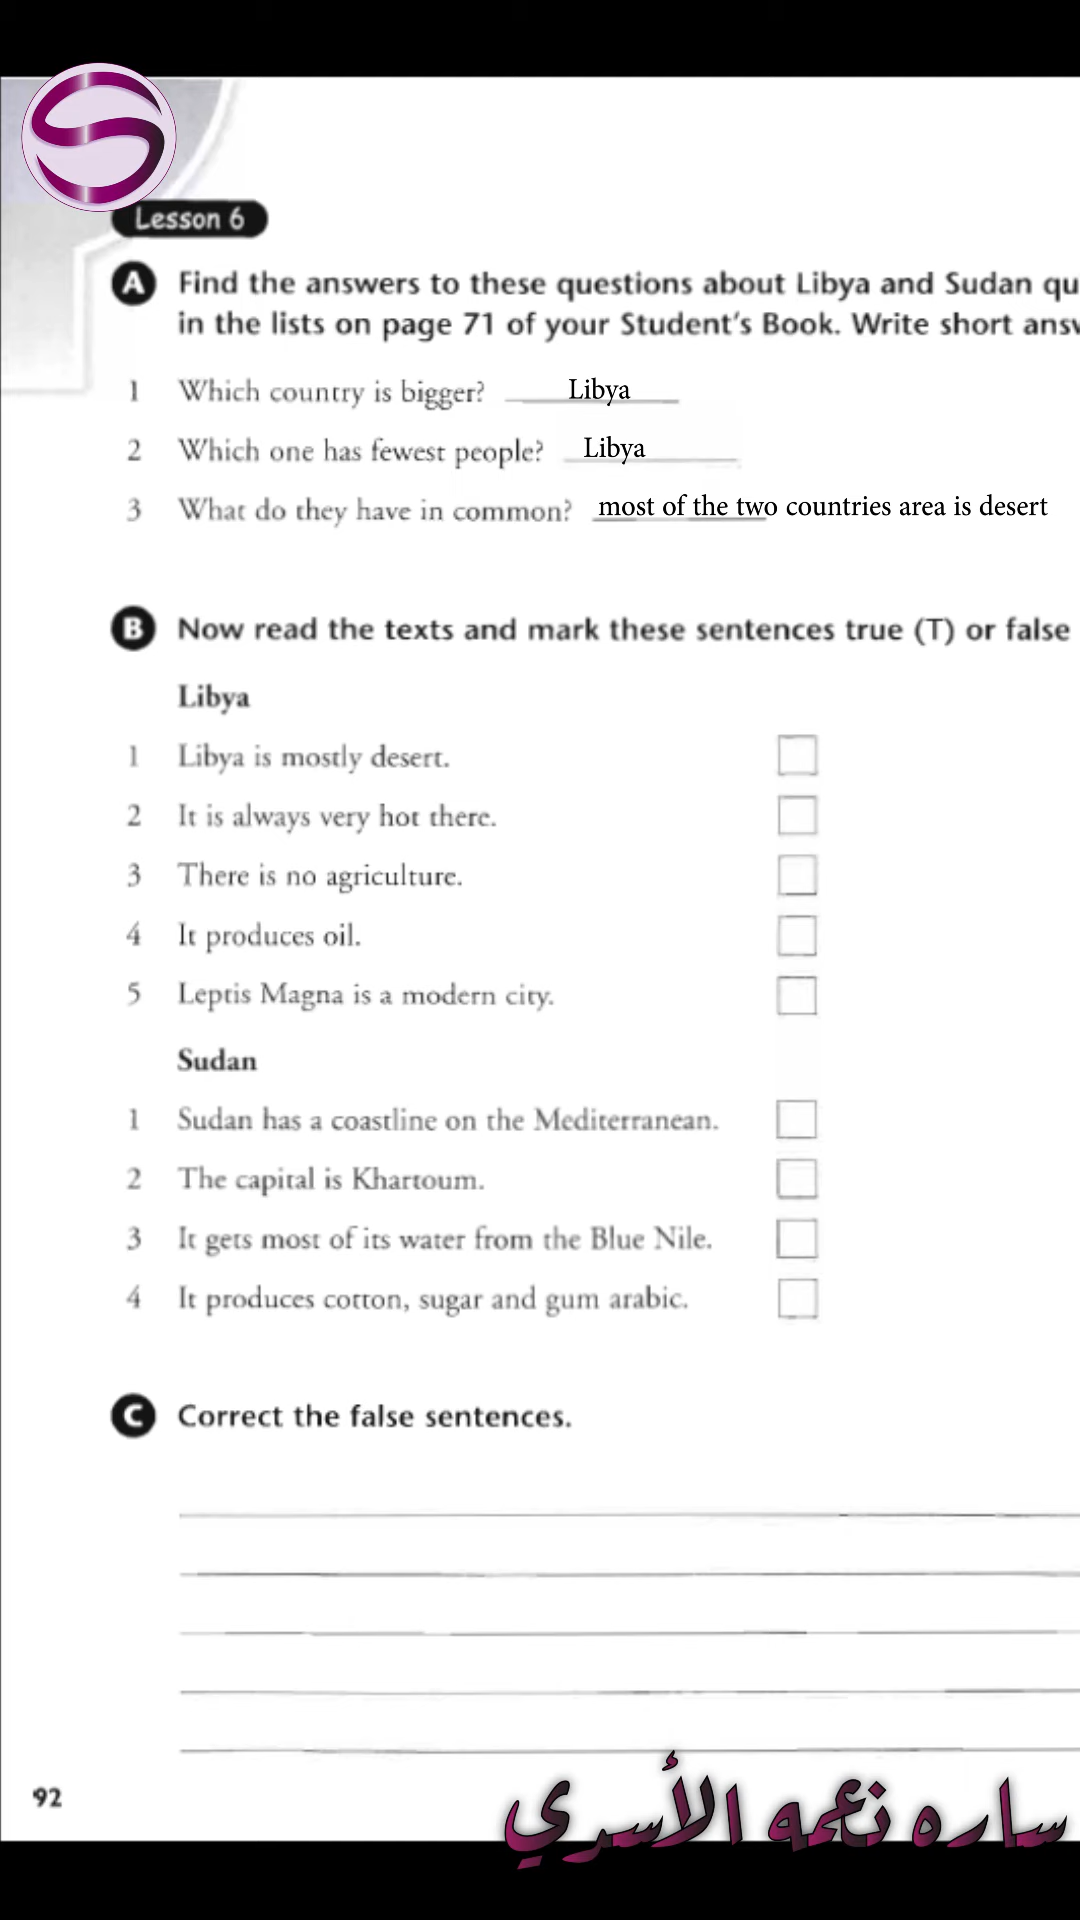 Lesson 6
A Find the answers to these questions about Libya and Sudan qu
in the lists on page 71 of your Student's Book. Write short answ
1 Which country is bigger? Libya
2 Which one has fewest people? Libya
3 What do they have in common? most of the two countries area is desert
B Now read the texts and mark these sentences true (T) or false
Libya
1 Libya is mostly desert.
2 It is always very hot there.
3 There is no agriculture.
4 It produces oil.
5 Leptis Magna is a modern city.
Sudan
1 Sudan has a coastline on the Mediterranean.
2 The capital is Khartoum.
3 It gets most of its water from the Blue Nile.
4 It produces cotton, sugar and gum arabic.
C Correct the false sentences.
92
ساره نعمه الأسدي